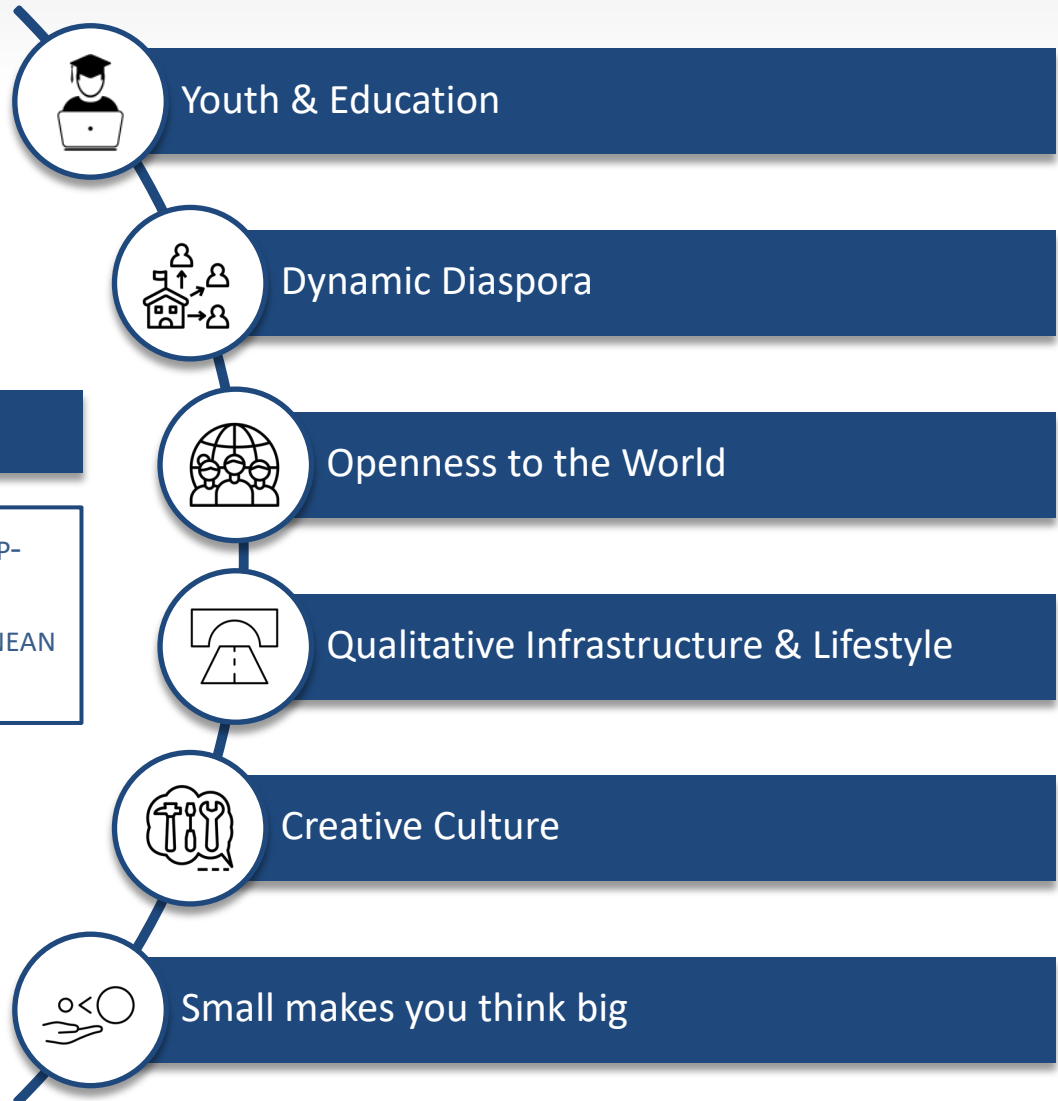 Youth & Education
Dynamic Diaspora
Openness to the World
Qualitative Infrastructure & Lifestyle
Creative Culture
Small makes you think big